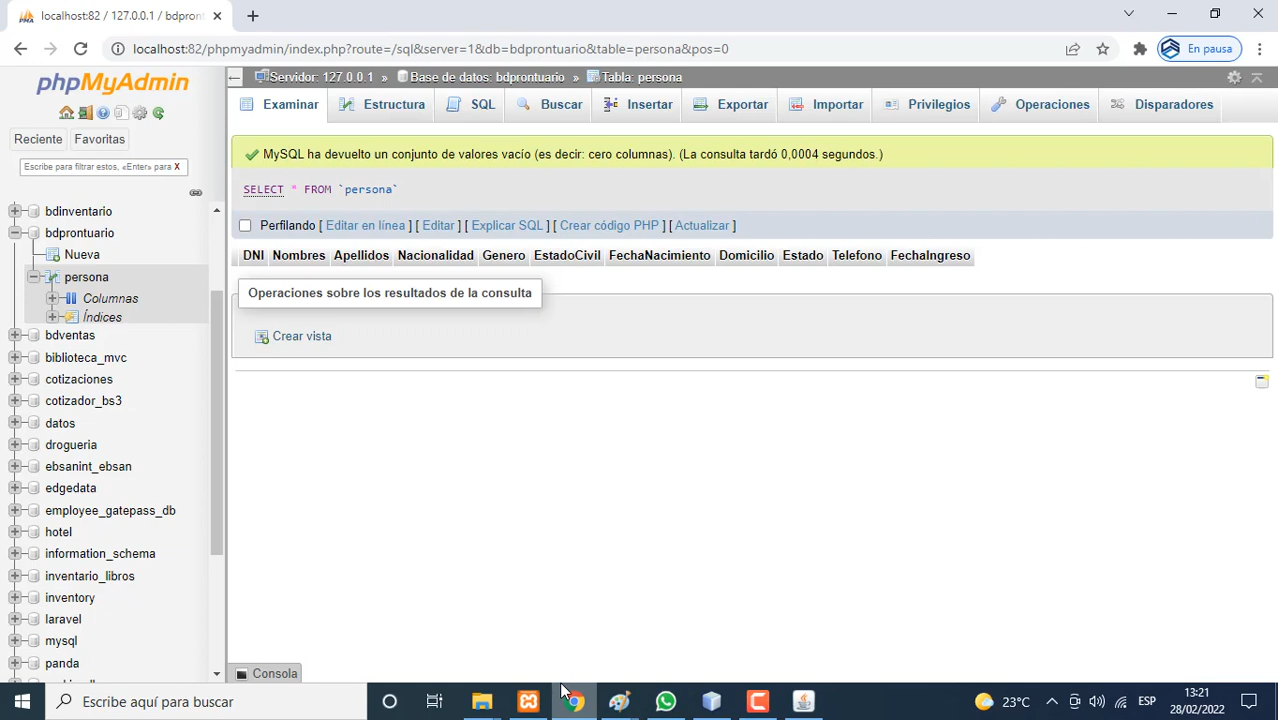 localhost:82 / 127.0.0.1 / bdpront
localhost:82/phpmyadmin/index.php?route=/sql&server=1&db=bdprontuario&table=persona&pos=0
En pausa
phpMyAdmin
Reciente
Favoritas
Escribe para filtrar estos, «Enter» para X
bdinventario
bdprontuario
Nueva
persona
Columnas
Índices
bdventas
biblioteca_mvc
cotizaciones
cotizador_bs3
datos
drogueria
ebsanint_ebsan
edgedata
employee_gatepass_db
hotel
information_schema
inventario_libros
inventory
laravel
mysql
panda
Servidor: 127.0.0.1 » Base de datos: bdprontuario » Tabla: persona
Examinar Estructura SQL Buscar Insertar Exportar Importar Privilegios Operaciones Disparadores
MySQL ha devuelto un conjunto de valores vacío (es decir: cero columnas). (La consulta tardó 0,0004 segundos.)
SELECT * FROM `persona`
Perfilando [ Editar en línea ] [ Editar ] [ Explicar SQL ] [ Crear código PHP ] [ Actualizar ]
DNI Nombres Apellidos Nacionalidad Genero EstadoCivil FechaNacimiento Domicilio Estado Telefono FechaIngreso
Operaciones sobre los resultados de la consulta
Crear vista
Consola
Escribe aquí para buscar
23°C
ESP
13:21
28/02/2022